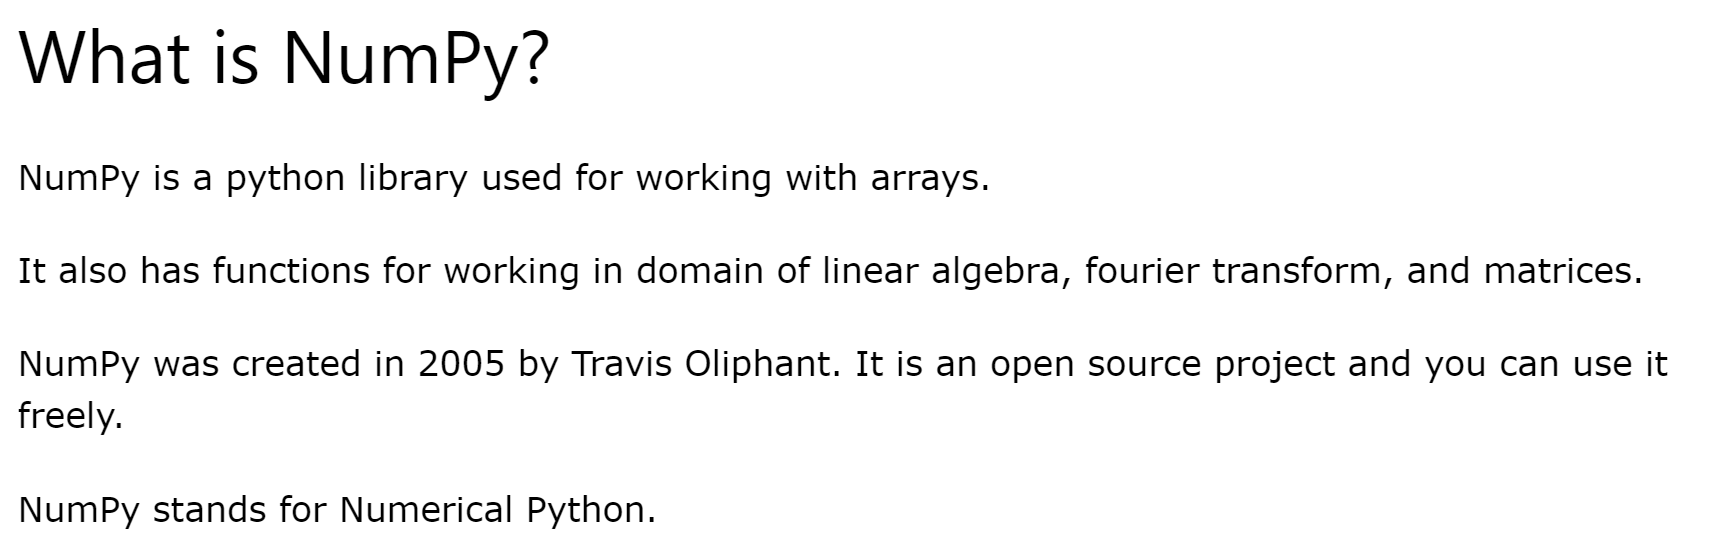 What is NumPy?
NumPy is a python library used for working with arrays.
It also has functions for working in domain of linear algebra, fourier transform, and matrices.
NumPy was created in 2005 by Travis Oliphant. It is an open source project and you can use it
freely.
NumPy stands for Numerical Python.